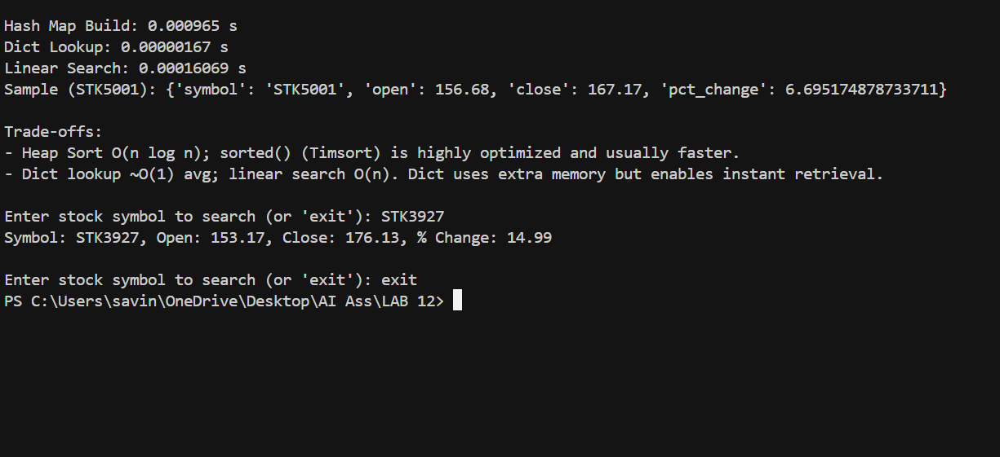 Hash Map Build: 0.000965 s
Dict Lookup: 0.00000167 s
Linear Search: 0.00016069 s
Sample (STK5001): {'symbol': 'STK5001', 'open': 156.68, 'close': 167.17, 'pct_change': 6.695174878733711}
Trade-offs:
- Heap Sort O(n log n); sorted() (Timsort) is highly optimized and usually faster.
- Dict lookup ~O(1) avg; linear search O(n). Dict uses extra memory but enables instant retrieval.
Enter stock symbol to search (or 'exit'): STK3927
Symbol: STK3927, Open: 153.17, Close: 176.13, % Change: 14.99
Enter stock symbol to search (or 'exit'): exit
PS C:\Users\savin\OneDrive\Desktop\AI Ass\LAB 12>